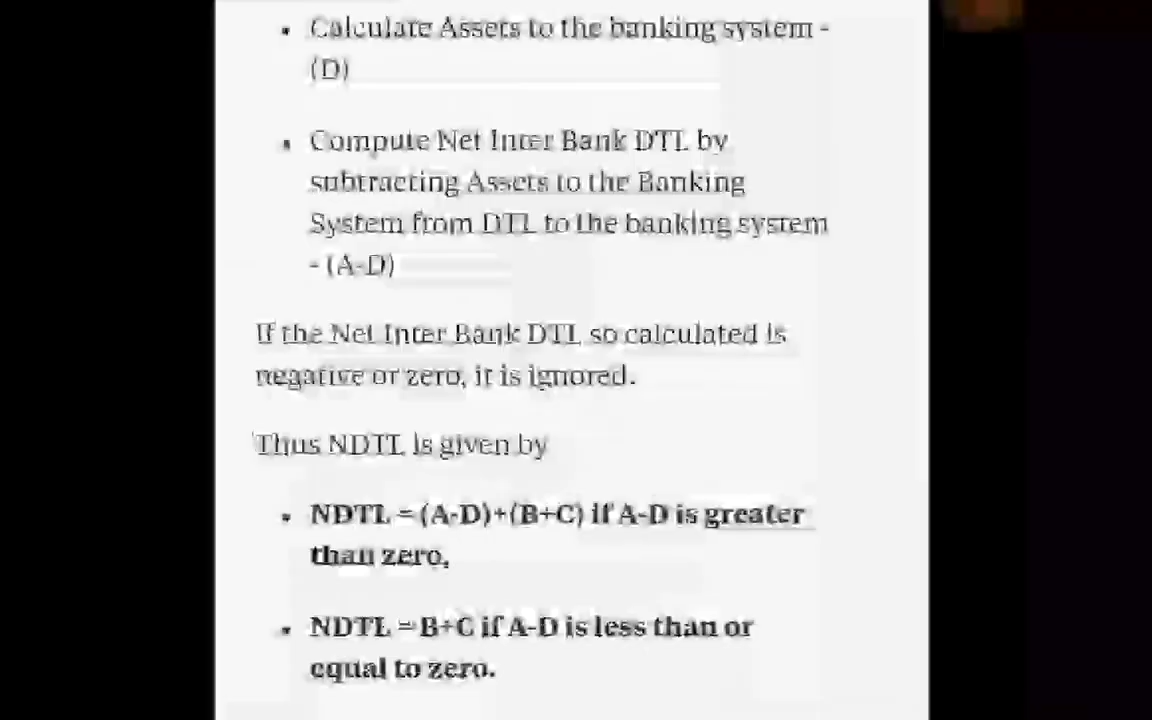 • Calculate Assets to the banking system -
(D)
• Compute Net Inter Bank DTL by
subtracting Assets to the Banking
System from DTL to the banking system
- (A-D)
If the Net Inter Bank DTL so calculated is
negative or zero, it is ignored.
Thus NDTL is given by
• NDTL = (A-D)+(B+C) if A-D is greater
than zero,
• NDTL = B+C if A-D is less than or
equal to zero.